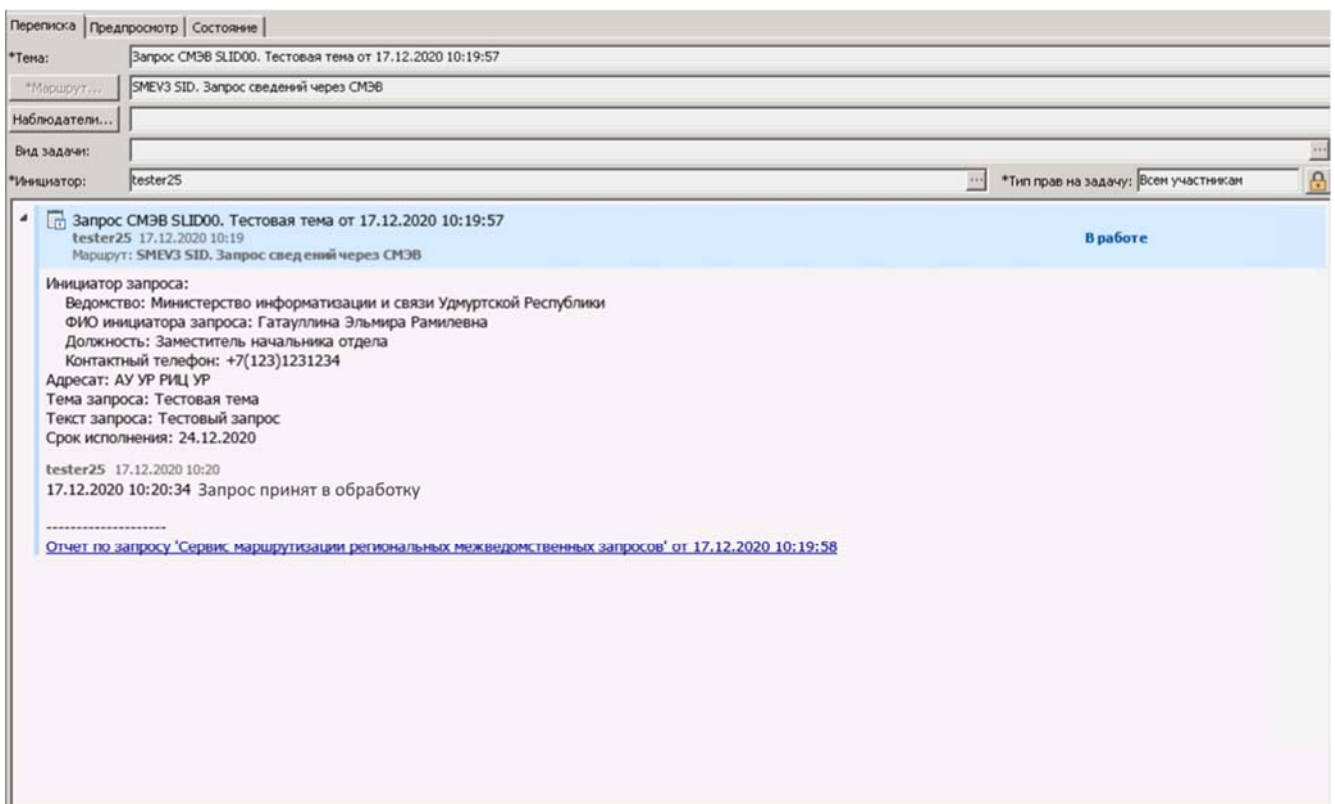 Переписка Предпросмотр Состояние
*Тема: Запрос СМЭВ SLID00. Тестовая тема от 17.12.2020 10:19:57
*Маршрут... SMEV3 SID. Запрос сведений через СМЭВ
Наблюдатели...
Вид задачи: ...
*Инициатор: tester25 ... *Тип прав на задачу: Всем участникам
Запрос СМЭВ SLID00. Тестовая тема от 17.12.2020 10:19:57
tester25 17.12.2020 10:19 В работе
Маршрут: SMEV3 SID. Запрос сведений через СМЭВ
Инициатор запроса:
Ведомство: Министерство информатизации и связи Удмуртской Республики
ФИО инициатора запроса: Гатауллина Эльмира Рамилевна
Должность: Заместитель начальника отдела
Контактный телефон: +7(123)1231234
Адресат: АУ УР РИЦ УР
Тема запроса: Тестовая тема
Текст запроса: Тестовый запрос
Срок исполнения: 24.12.2020
tester25 17.12.2020 10:20
17.12.2020 10:20:34 Запрос принят в обработку
--------------------
Отчет по запросу 'Сервис маршрутизации региональных межведомственных запросов' от 17.12.2020 10:19:58